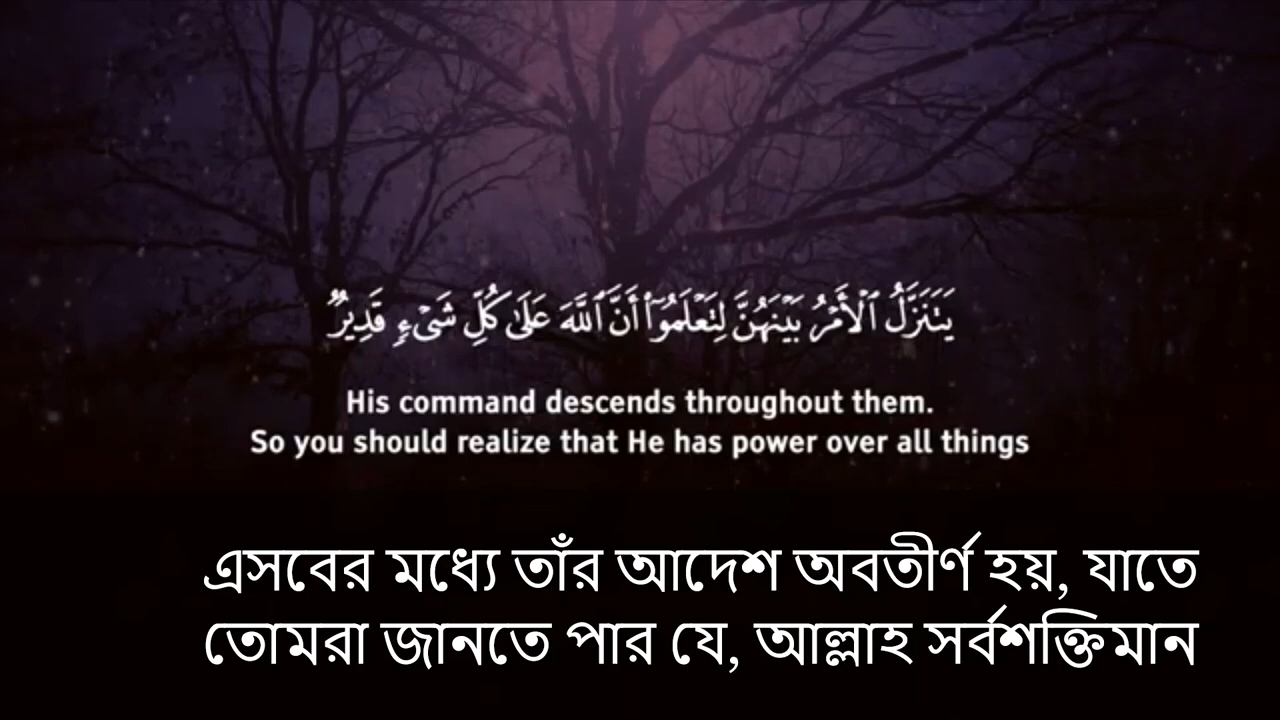 يَتَنَزَّلُ ٱلْأَمْرُ بَيْنَهُنَّ لِتَعْلَمُوٓا۟ أَنَّ ٱللَّهَ عَلَىٰ كُلِّ شَىْءٍ قَدِيرٌ
His command descends throughout them.
So you should realize that He has power over all things
এসবের মধ্যে তাঁর আদেশ অবতীর্ণ হয়, যাতে
তোমরা জানতে পার যে, আল্লাহ সর্বশক্তিমান